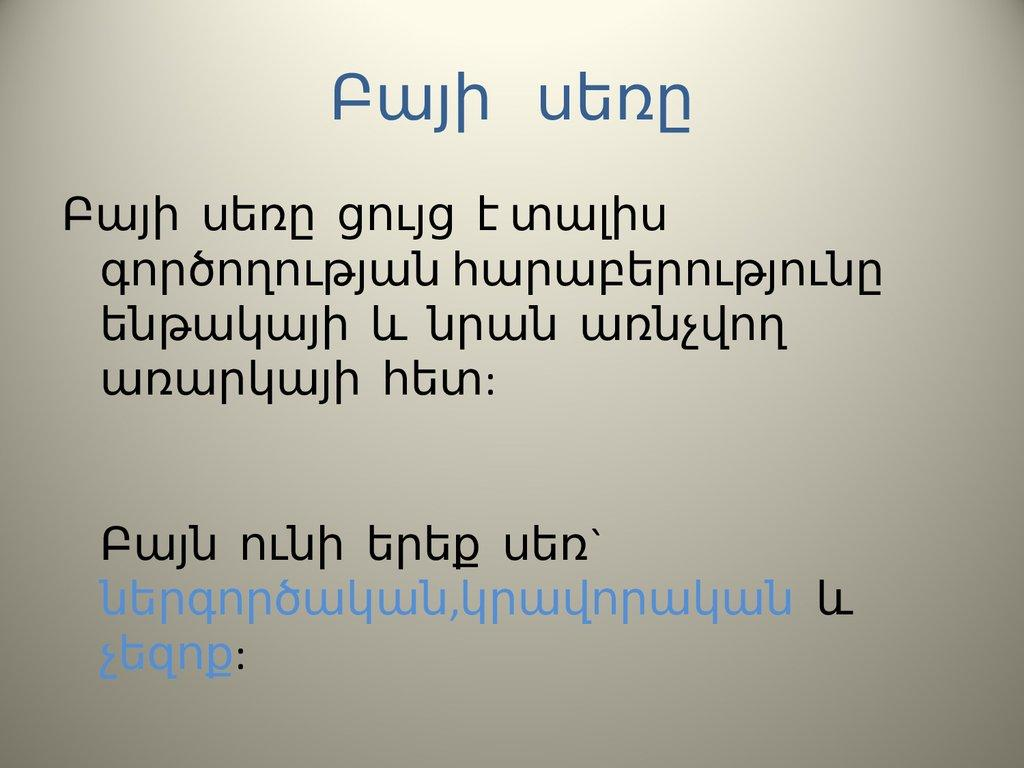 Բայի սեռը
Բայի սեռը ցույց է տալիս
գործողության հարաբերությունը
ենթակայի և նրան առնչվող
առարկայի հետ:
Բայն ունի երեք սեռ`
ներգործական,կրավորական և
չեզոք: